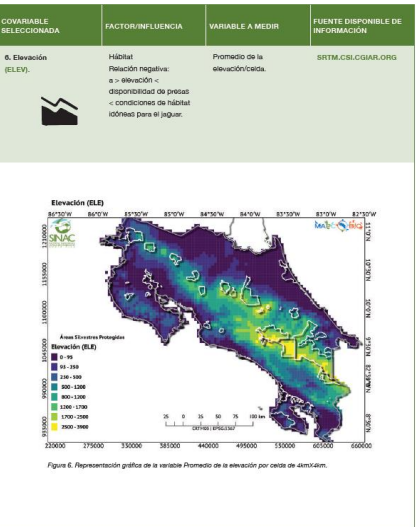 COVARIABLE SELECCIONADA
FACTOR/INFLUENCIA
VARIABLE A MEDIR
FUENTE DISPONIBLE DE INFORMACIÓN
6. Elevación
(ELEV).
Hábitat
Relación negativa:
a > elevación <
disponibilidad de presas
< condiciones de hábitat
idóneas para el jaguar.
Promedio de la
elevación/celda.
SRTM.CSI.CGIAR.ORG
Elevación (ELE)
86°30'W 86°0'W 85°30'W 85°0'W 84°30'W 84°0'W 83°30'W 83°0'W 82°30'W
SINAC
Áreas Silvestres Protegidas
Elevación (ELE)
0 - 95
95 - 250
250 - 500
500 - 1200
800 - 1200
1200 - 1700
1700 - 2500
2500 - 3900
25 0 25 50 75 100 km
CRTM05 | EPSG:5367
220000 275000 330000 385000 440000 495000 550000 605000 660000
Figura 6. Representación gráfica de la variable Promedio de la elevación por celda de 4kmX4km.